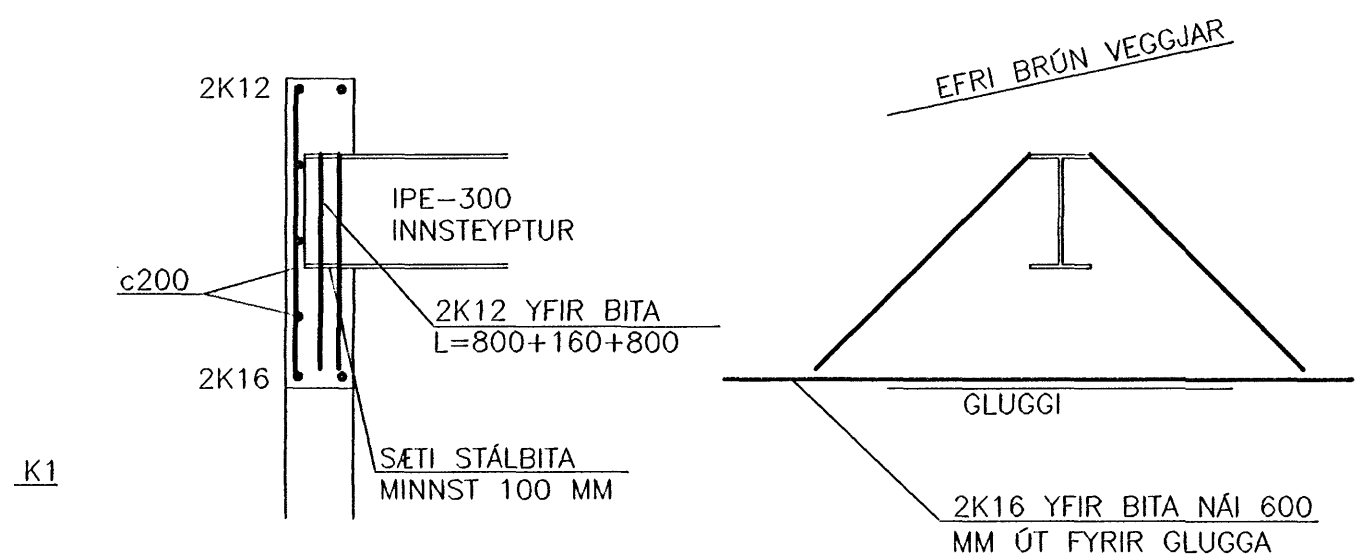 2K12
IPE-300
INNSTEYPTUR
c200
2K12 YFIR BITA
L=800+160+800
2K16
SÆTI STÁLBITA
MINNST 100 MM
K1
EFRI BRÚN VEGGJAR
GLUGGI
2K16 YFIR BITA NÁI 600
MM ÚT FYRIR GLUGGA